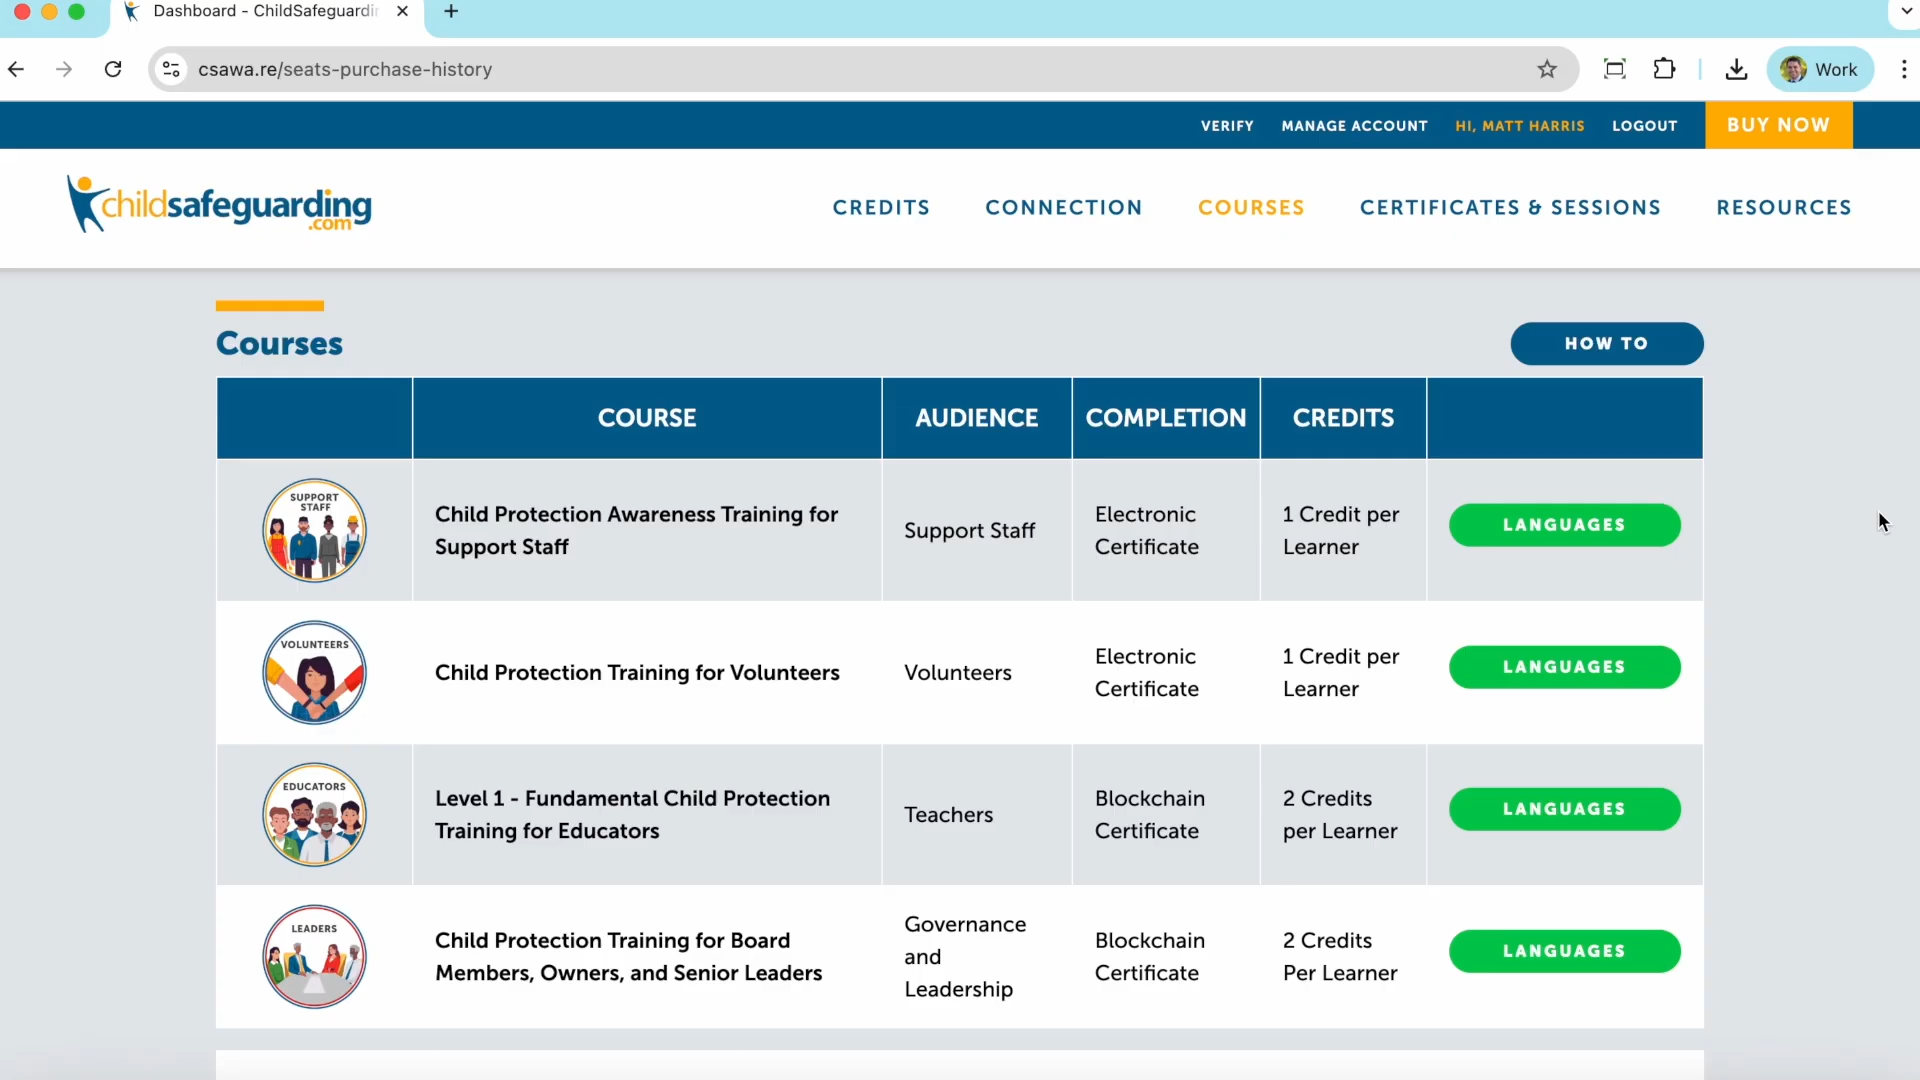 Dashboard - ChildSafeguardi
csawa.re/seats-purchase-history
Work
VERIFY
MANAGE ACCOUNT
HI, MATT HARRIS
LOGOUT
BUY NOW
childsafeguarding
.com
CREDITS
CONNECTION
COURSES
CERTIFICATES & SESSIONS
RESOURCES
Courses
HOW TO
COURSE
AUDIENCE
COMPLETION
CREDITS
SUPPORT
STAFF
Child Protection Awareness Training for
Support Staff
Support Staff
Electronic
Certificate
1 Credit per
Learner
LANGUAGES
VOLUNTEERS
Child Protection Training for Volunteers
Volunteers
Electronic
Certificate
1 Credit per
Learner
LANGUAGES
EDUCATORS
Level 1 - Fundamental Child Protection
Training for Educators
Teachers
Blockchain
Certificate
2 Credits
per Learner
LANGUAGES
LEADERS
Child Protection Training for Board
Members, Owners, and Senior Leaders
Governance
and
Leadership
Blockchain
Certificate
2 Credits
Per Learner
LANGUAGES